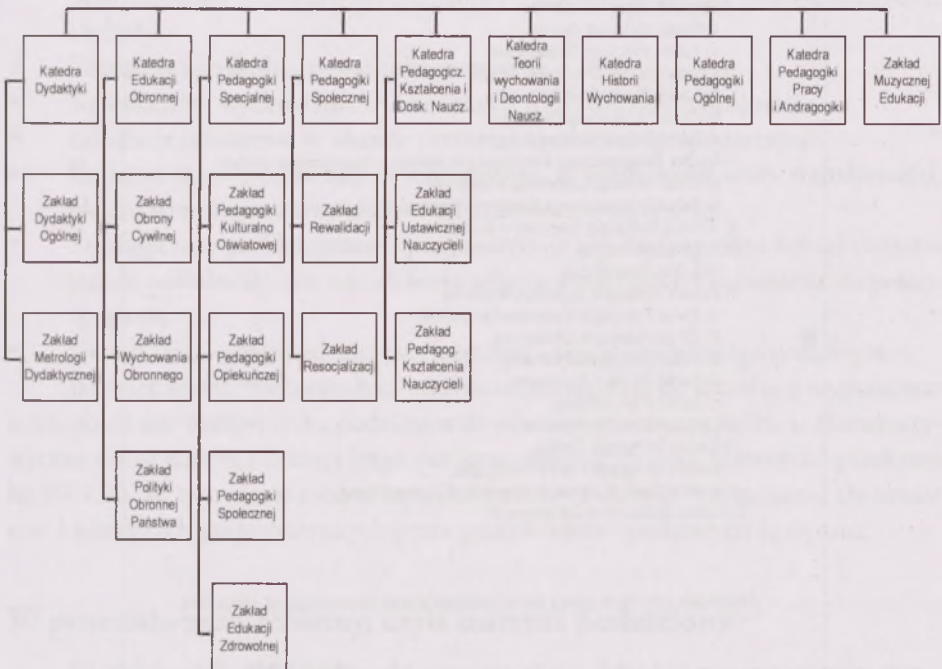 Katedra
Dydaktyki
Katedra
Edukacji
Obronnej
Katedra
Pedagogiki
Specjalnej
Katedra
Pedagogiki
Społecznej
Katedra
Pedagogicz.
Kształcenia i
Dosk. Naucz.
Katedra
Teorii
wychowania
i Deontologii
Naucz.
Katedra
Historii
Wychowania
Katedra
Pedagogiki
Ogólnej
Katedra
Pedagogiki
Pracy
i Andragogiki
Zakład
Muzycznej
Edukacji
Zakład
Dydaktyki
Ogólnej
Zakład
Obrony
Cywilnej
Zakład
Pedagogiki
Kulturalno
Oświatowej
Zakład
Rewalidacji
Zakład
Edukacji
Ustawicznej
Nauczycieli
Zakład
Metrologii
Dydaktycznej
Zakład
Wychowania
Obronnego
Zakład
Pedagogiki
Opiekuńczej
Zakład
Resocjalizacji
Zakład
Pedagog.
Kształcenia
Nauczycieli
Zakład
Polityki
Obronnej
Państwa
Zakład
Pedagogiki
Społecznej
Zakład
Edukacji
Zdrowotnej